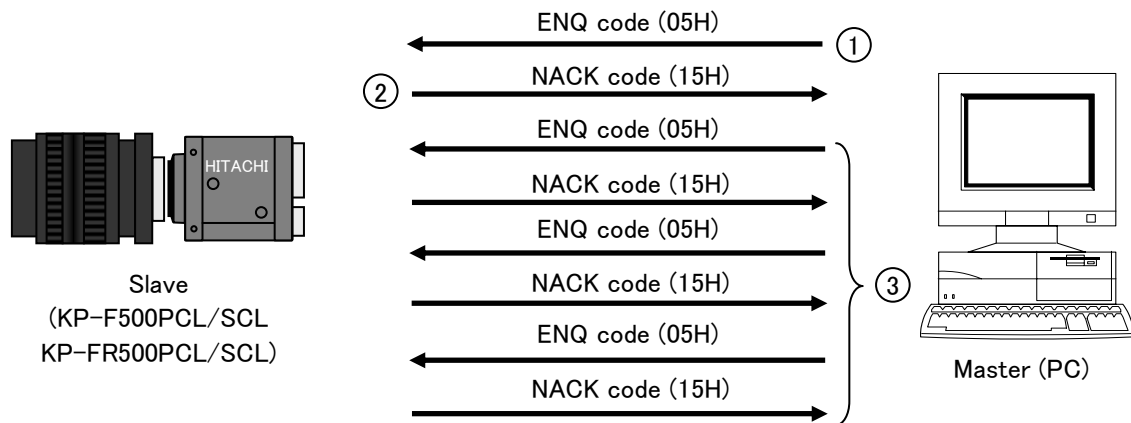 ENQ code (05H)
①
② NACK code (15H)
ENQ code (05H)
NACK code (15H)
ENQ code (05H)
NACK code (15H)
③
ENQ code (05H)
NACK code (15H)
HITACHI
Slave
(KP-F500PCL/SCL
KP-FR500PCL/SCL)
Master (PC)